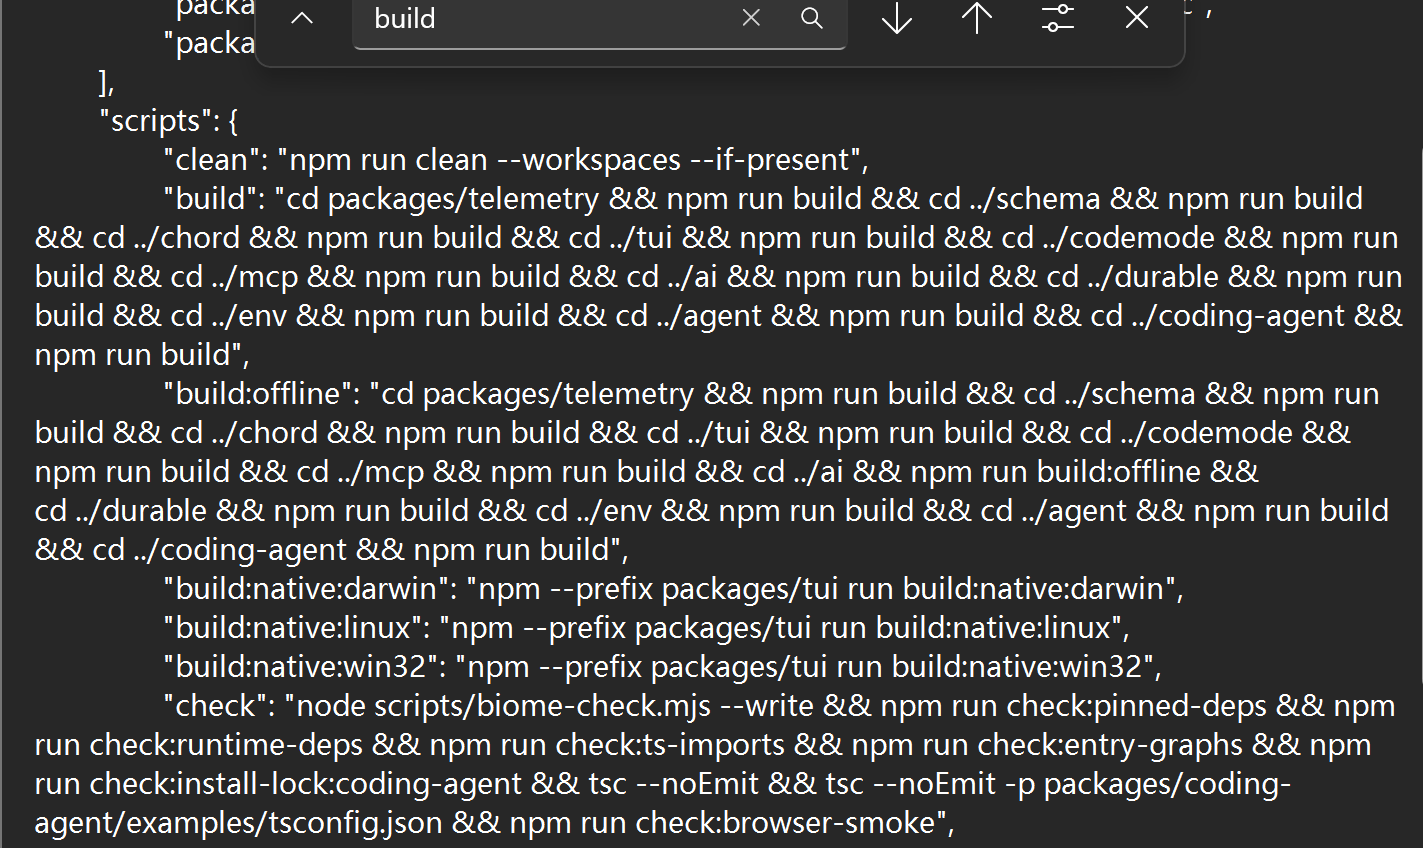 packa
build
"packa
],
"scripts": {
"clean": "npm run clean --workspaces --if-present",
"build": "cd packages/telemetry && npm run build && cd ../schema && npm run build
&& cd ../chord && npm run build && cd ../tui && npm run build && cd ../codemode && npm run
build && cd ../mcp && npm run build && cd ../ai && npm run build && cd ../durable && npm run
build && cd ../env && npm run build && cd ../agent && npm run build && cd ../coding-agent &&
npm run build",
"build:offline": "cd packages/telemetry && npm run build && cd ../schema && npm run
build && cd ../chord && npm run build && cd ../tui && npm run build && cd ../codemode &&
npm run build && cd ../mcp && npm run build && cd ../ai && npm run build:offline &&
cd ../durable && npm run build && cd ../env && npm run build && cd ../agent && npm run build
&& cd ../coding-agent && npm run build",
"build:native:darwin": "npm --prefix packages/tui run build:native:darwin",
"build:native:linux": "npm --prefix packages/tui run build:native:linux",
"build:native:win32": "npm --prefix packages/tui run build:native:win32",
"check": "node scripts/biome-check.mjs --write && npm run check:pinned-deps && npm
run check:runtime-deps && npm run check:ts-imports && npm run check:entry-graphs && npm
run check:install-lock:coding-agent && tsc --noEmit && tsc --noEmit -p packages/coding-
agent/examples/tsconfig.json && npm run check:browser-smoke",